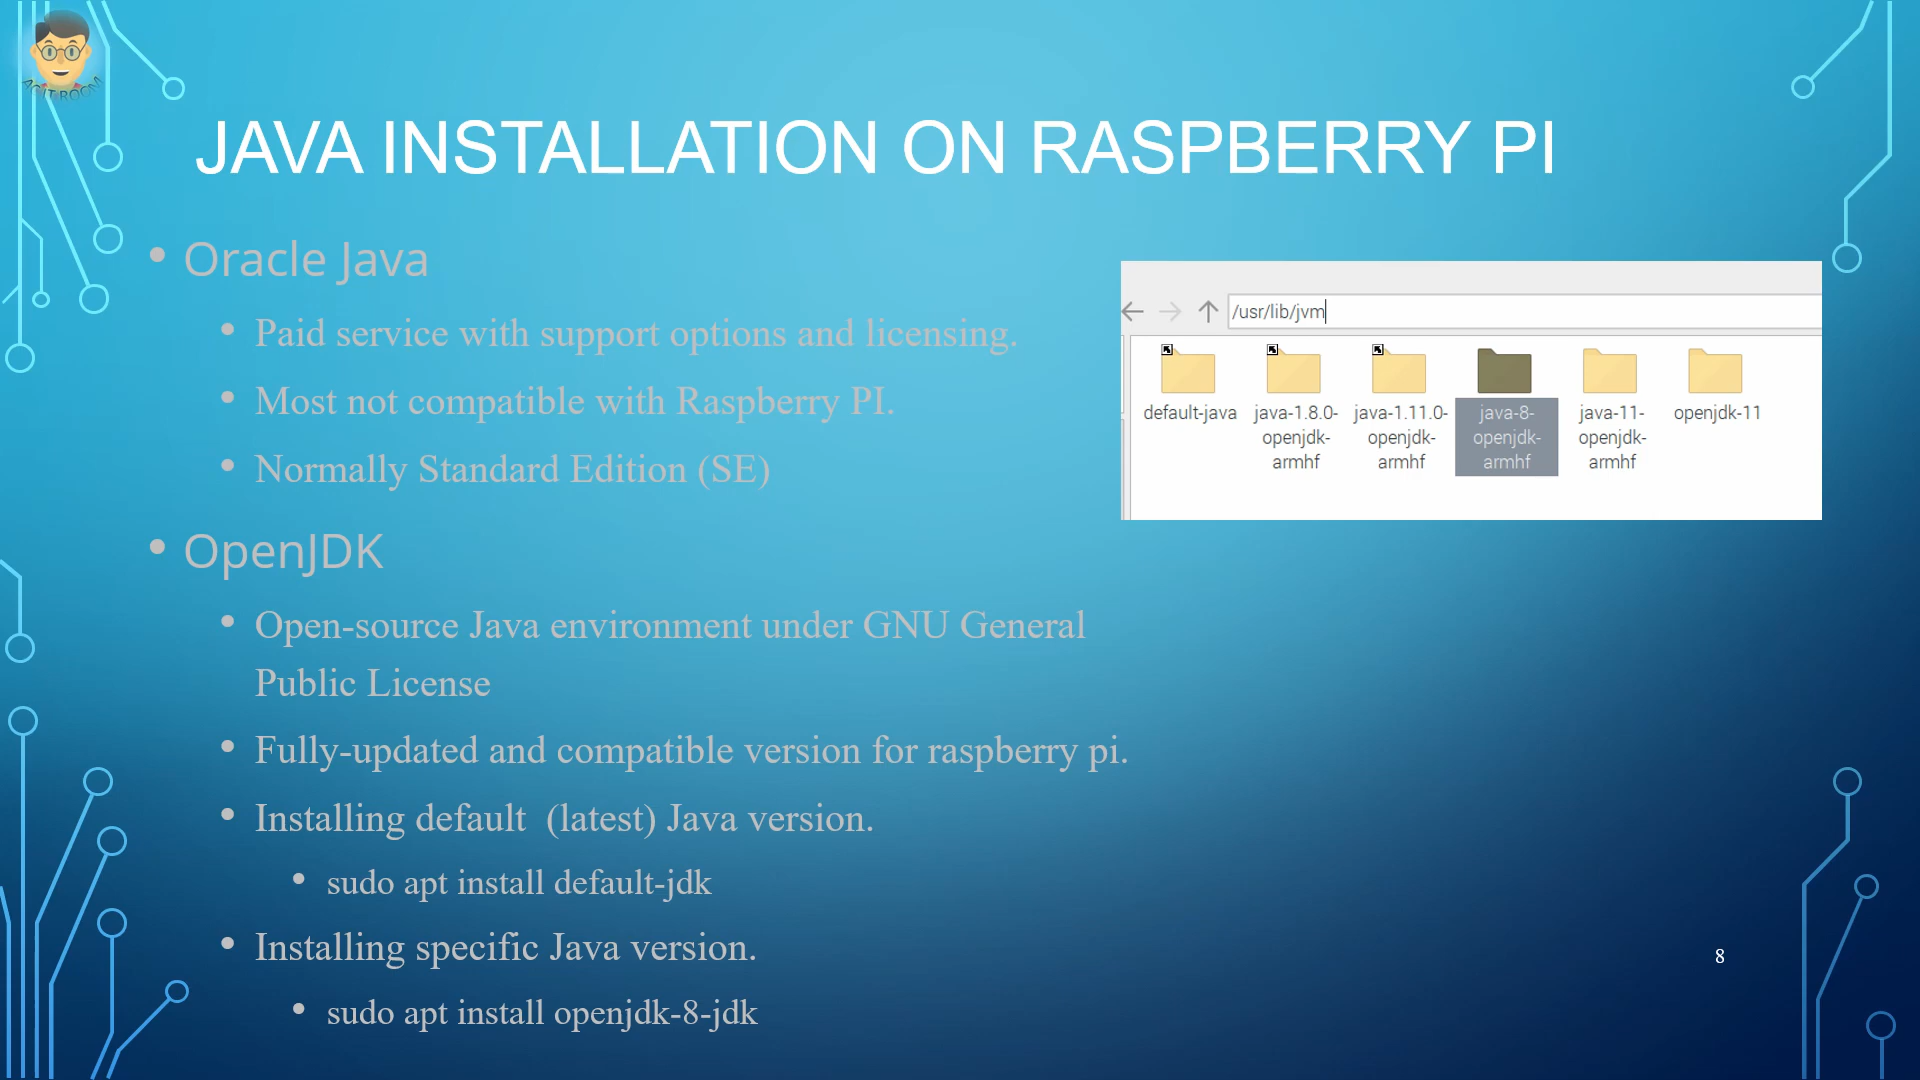 AGIT ROOM
JAVA INSTALLATION ON RASPBERRY PI
• Oracle Java
• Paid service with support options and licensing.
• Most not compatible with Raspberry PI.
• Normally Standard Edition (SE)
• OpenJDK
• Open-source Java environment under GNU General
Public License
• Fully-updated and compatible version for raspberry pi.
• Installing default (latest) Java version.
• sudo apt install default-jdk
• Installing specific Java version.
• sudo apt install openjdk-8-jdk
/usr/lib/jvm
default-java
java-1.8.0-
openjdk-
armhf
java-1.11.0-
openjdk-
armhf
java-8-
openjdk-
armhf
java-11-
openjdk-
armhf
openjdk-11
8